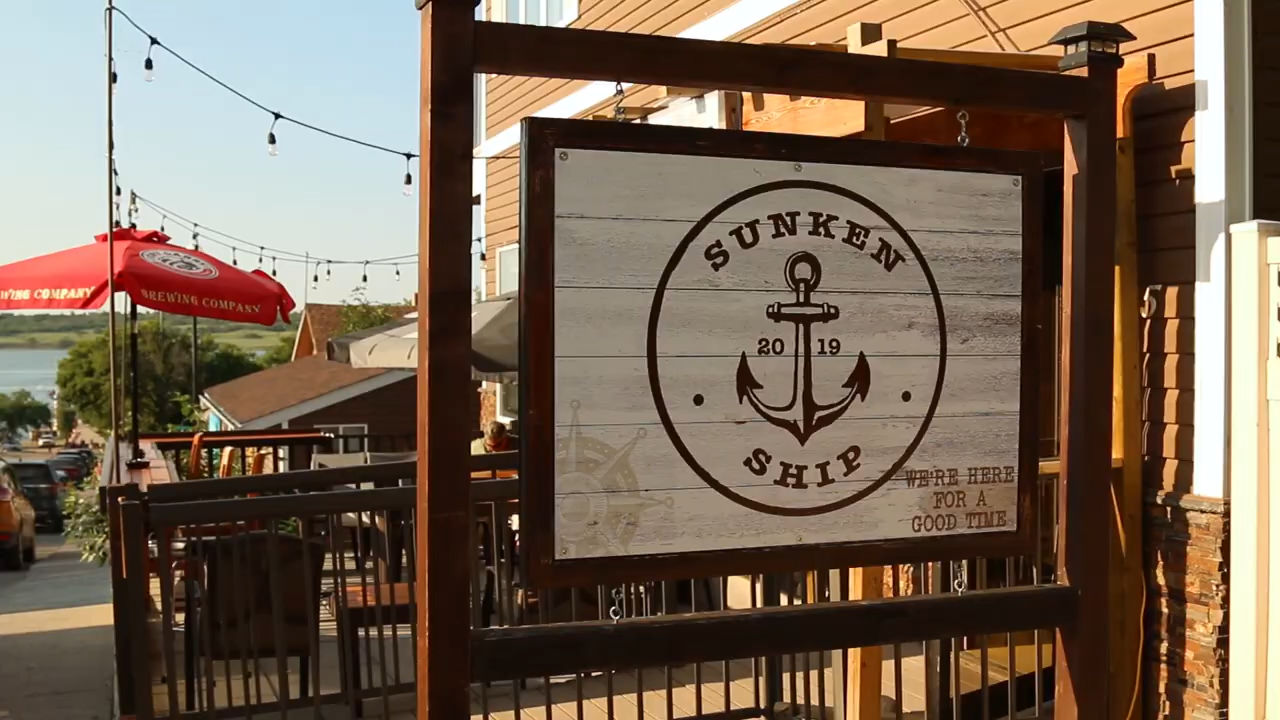 SUNKEN
20 19
SHIP
WE'RE HERE
FOR A
GOOD TIME
WING COMPANY
BREWING COMPANY